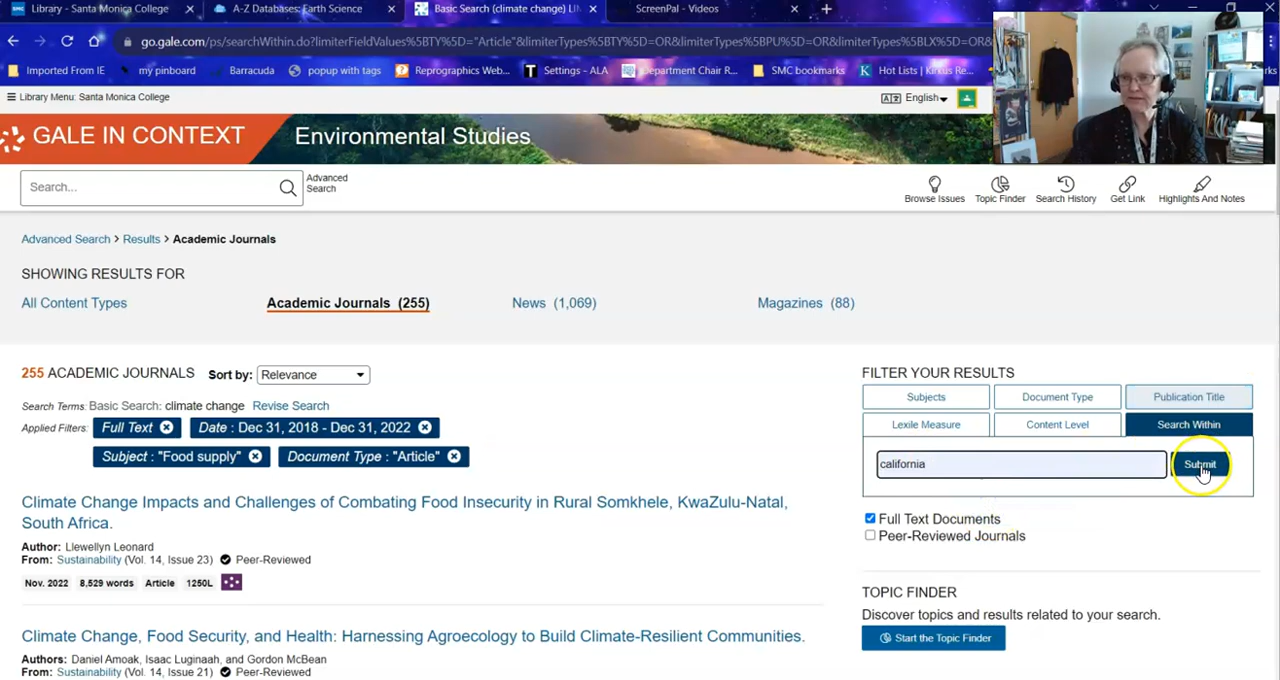 Library - Santa Monica College
A-Z Databases: Earth Science
Basic Search (climate change) LIN
ScreenPal - Videos
go.gale.com/ps/searchWithin.do?limiterFieldValues%5BTY%5D="Article"&limiterTypes%5BTY%5D=OR&limiterTypes%5BPU%5D=OR&limiterTypes%5BLX%5D=OR&
Imported From IE
my pinboard
Barracuda
popup with tags
Reprographics Web...
Settings - ALA
Department Chair R...
SMC bookmarks
Hot Lists | Kirkus Re...
Library Menu: Santa Monica College
English
GALE IN CONTEXT Environmental Studies
Search...
Advanced
Search
Browse Issues Topic Finder Search History Get Link Highlights And Notes
Advanced Search > Results > Academic Journals
SHOWING RESULTS FOR
All Content Types Academic Journals (255) News (1,069) Magazines (88)
255 ACADEMIC JOURNALS Sort by: Relevance
Search Terms: Basic Search: climate change Revise Search
Applied Filters: Full Text Date : Dec 31, 2018 - Dec 31, 2022
Subject : "Food supply" Document Type : "Article"
Climate Change Impacts and Challenges of Combating Food Insecurity in Rural Somkhele, KwaZulu-Natal,
South Africa.
Author: Llewellyn Leonard
From: Sustainability (Vol. 14, Issue 23) Peer-Reviewed
Nov. 2022 8,529 words Article 1250L
Climate Change, Food Security, and Health: Harnessing Agroecology to Build Climate-Resilient Communities.
Authors: Daniel Amoak, Isaac Luginaah, and Gordon McBean
From: Sustainability (Vol. 14, Issue 21) Peer-Reviewed
FILTER YOUR RESULTS
Subjects Document Type Publication Title
Lexile Measure Content Level Search Within
california Submit
Full Text Documents
Peer-Reviewed Journals
TOPIC FINDER
Discover topics and results related to your search.
Start the Topic Finder